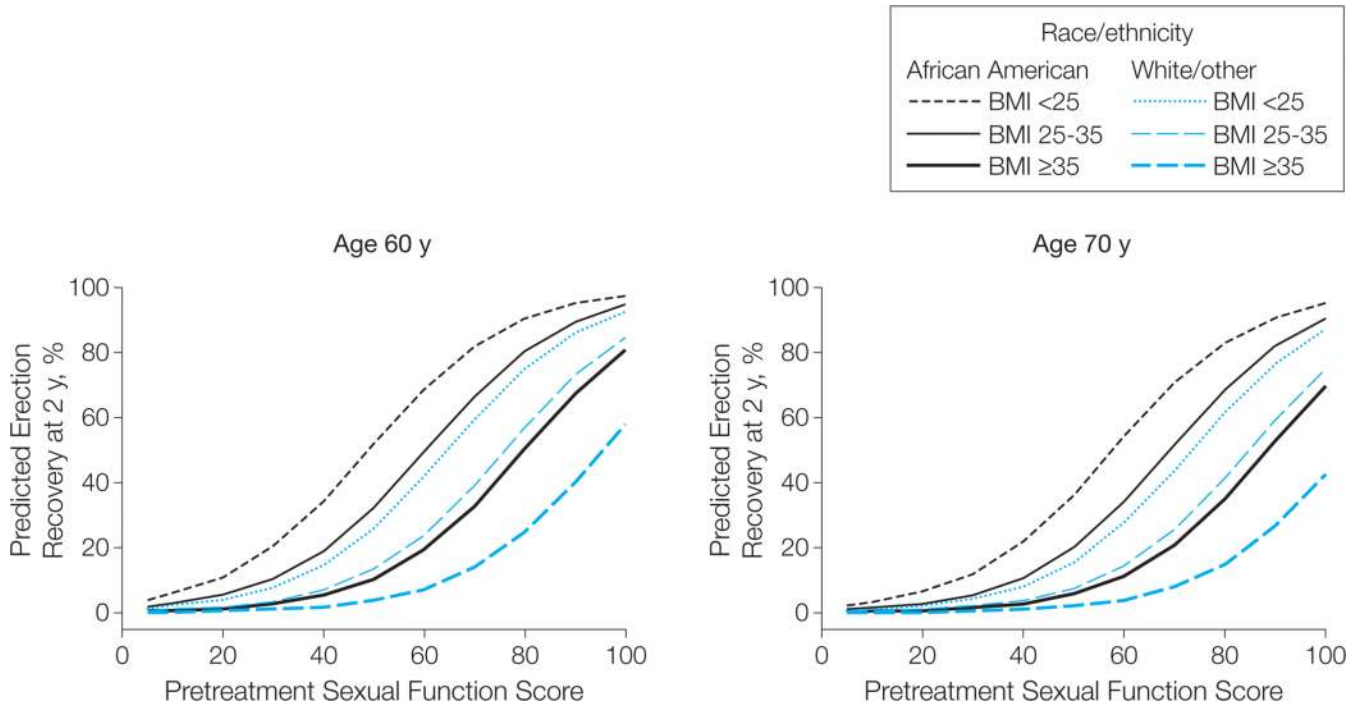 Race/ethnicity
African American White/other
BMI <25 BMI <25
BMI 25-35 BMI 25-35
BMI ≥35 BMI ≥35
Age 60 y
Predicted Erection
Recovery at 2 y, %
100
80
60
40
20
0
0 20 40 60 80 100
Pretreatment Sexual Function Score
Age 70 y
Predicted Erection
Recovery at 2 y, %
100
80
60
40
20
0
0 20 40 60 80 100
Pretreatment Sexual Function Score